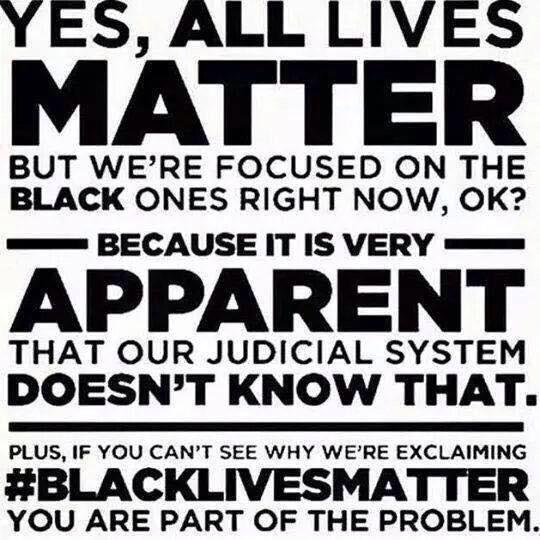 YES, ALL LIVES
MATTER
BUT WE'RE FOCUSED ON THE
BLACK ONES RIGHT NOW, OK?
BECAUSE IT IS VERY
APPARENT
THAT OUR JUDICIAL SYSTEM
DOESN'T KNOW THAT.
PLUS, IF YOU CAN'T SEE WHY WE'RE EXCLAIMING
#BLACKLIVESMATTER
YOU ARE PART OF THE PROBLEM.